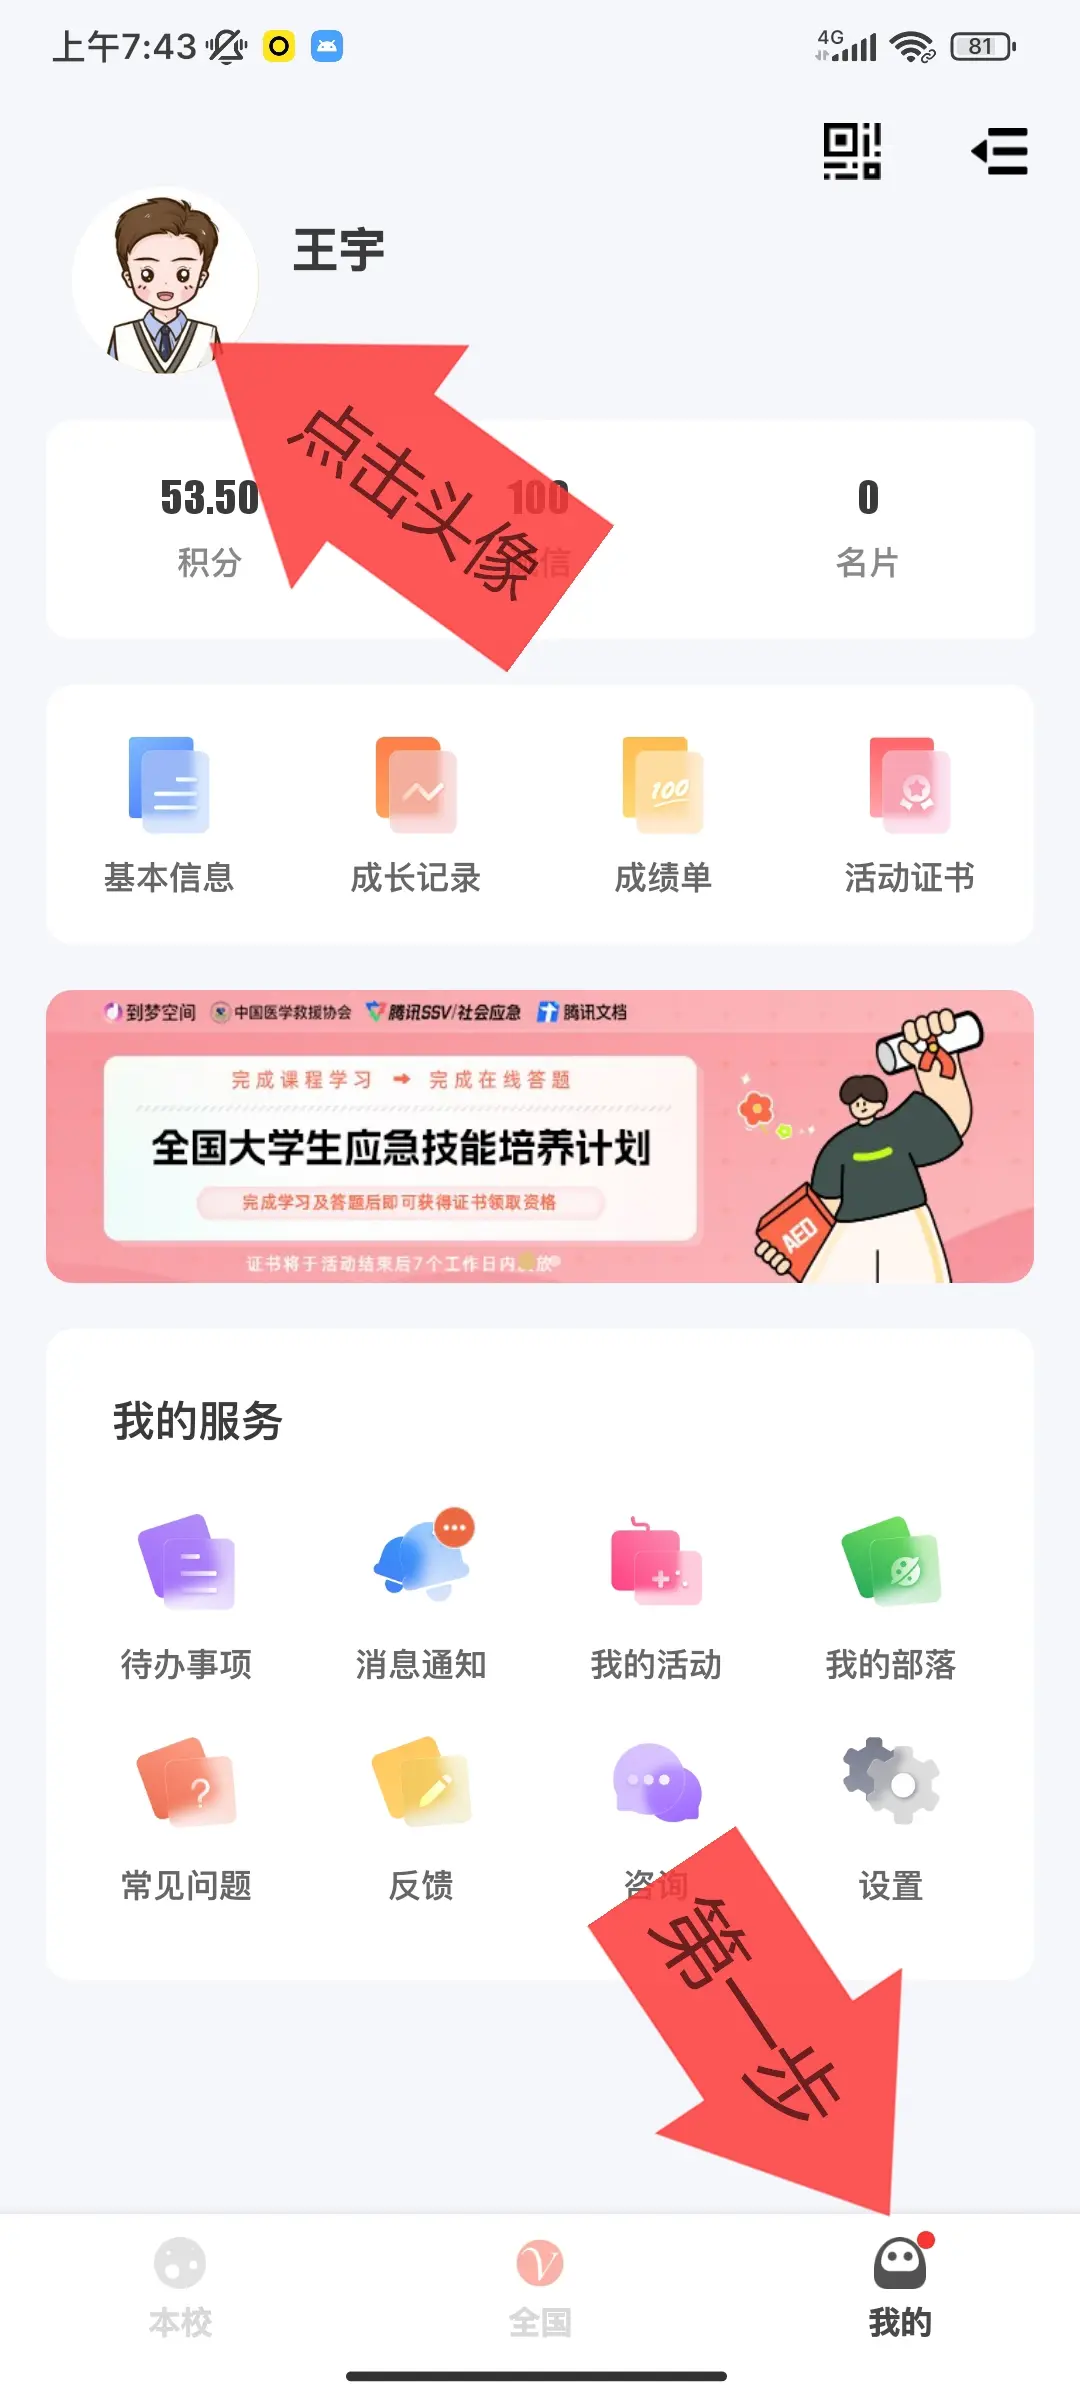 上午7:43
4G
81
王宇
点击头像
53.50
100
0
积分
信
名片
100
基本信息
成长记录
成绩单
活动证书
到梦空间 中国医学救援协会 腾讯SSV/社会应急 腾讯文档
完成课程学习 → 完成在线答题
全国大学生应急技能培养计划
完成学习及答题后即可获得证书领取资格
证书将于活动结束后7个工作日内放
AED
我的服务
待办事项
消息通知
我的活动
我的部落
常见问题
反馈
咨询
设置
第一步
本校
全国
我的